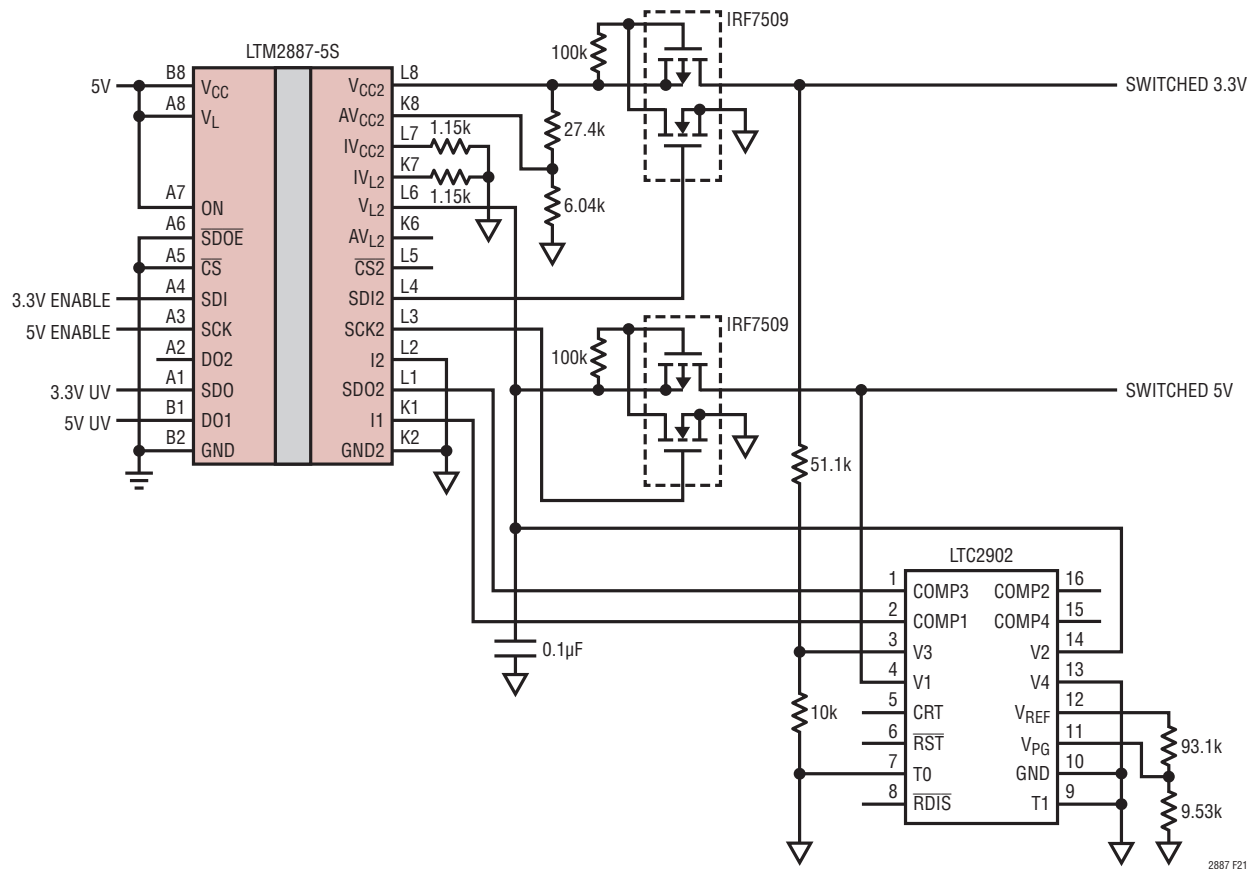 IRF7509
LTM2887-5S
100k
5V
B8
VCC
VCC2
L8
SWITCHED 3.3V
A8
VL
AVCC2
K8
1.15k
27.4k
IVCC2
L7
IVL2
K7
1.15k
A7
ON
VL2
L6
6.04k
A6
SDOE
AVL2
K6
A5
CS
CS2
L5
3.3V ENABLE
A4
SDI
SDI2
L4
5V ENABLE
A3
SCK
SCK2
L3
IRF7509
100k
A2
DO2
I2
L2
3.3V UV
A1
SDO
SDO2
L1
SWITCHED 5V
5V UV
B1
DO1
I1
K1
B2
GND
GND2
K2
51.1k
LTC2902
1
COMP3
COMP2
16
2
COMP1
COMP4
15
0.1µF
3
V3
V2
14
4
V1
V4
13
10k
5
CRT
VREF
12
6
RST
VPG
11
93.1k
7
T0
GND
10
8
RDIS
T1
9
9.53k
2887 F21